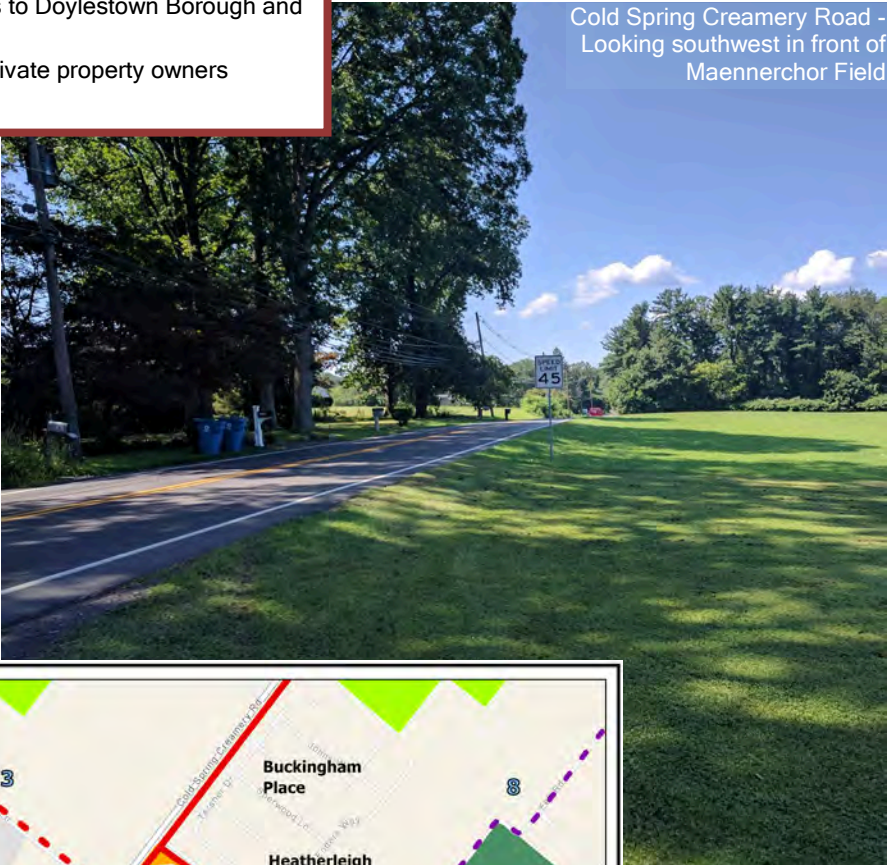 s to Doylestown Borough and
ivate property owners
Cold Spring Creamery Road -
Looking southwest in front of
Maennerchor Field
SPEED
LIMIT
45
Cold Spring Creamery Rd
3
Buckingham
Place
8
Heatherleigh